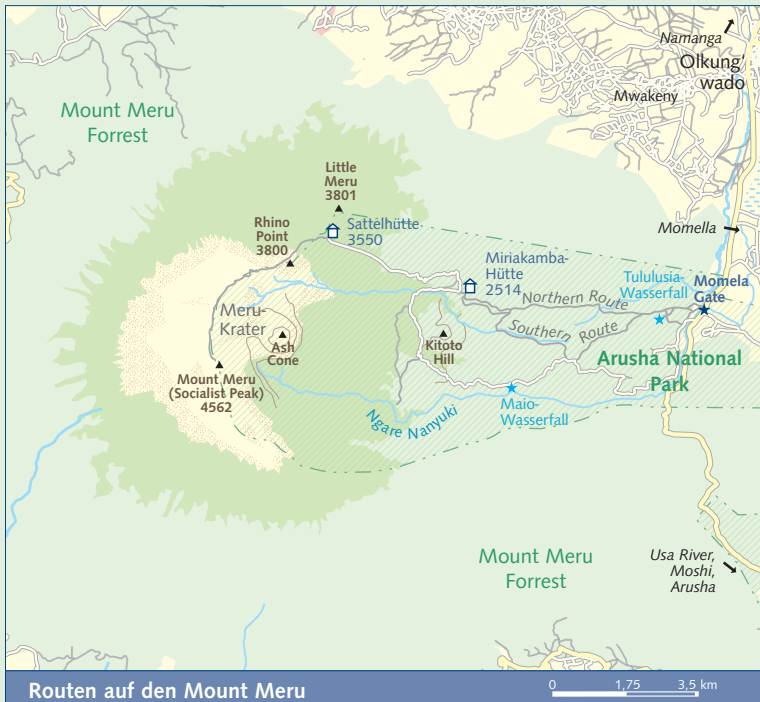 Namanga
Olkung'
wado
Mwakeny
Mount Meru
Forrest
Little
Meru
3801
Rhino
Point
3800
Sattelhütte
3550
Momella
Miriakamba-
Hütte
2514
Tululusia-
Wasserfall
Momela
Gate
Northern Route
Southern Route
Meru-
Krater
Ash
Cone
Kitoto
Hill
Arusha National
Park
Mount Meru
(Socialist Peak)
4562
Maio-
Wasserfall
Ngare Nanyuki
Mount Meru
Forrest
Usa River,
Moshi,
Arusha
Routen auf den Mount Meru
0 1,75 3,5 km